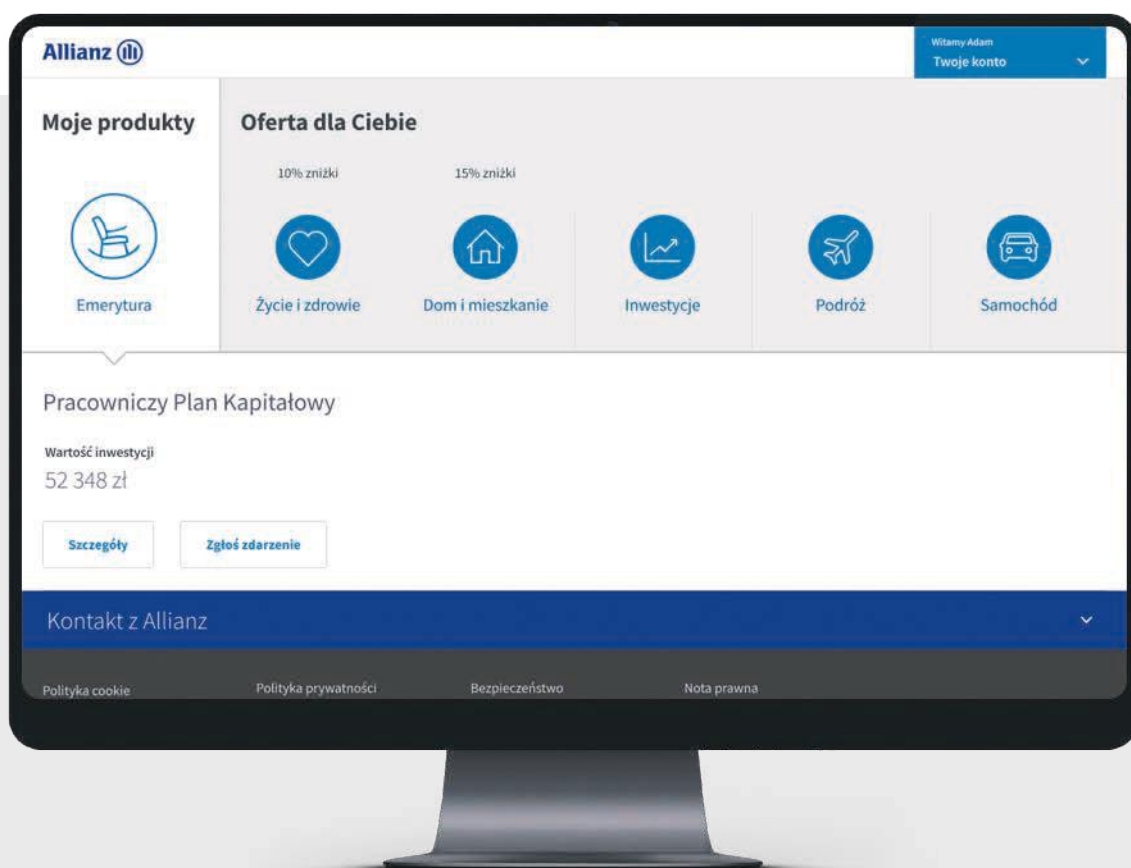 Allianz
Witamy Adam
Twoje konto
Moje produkty
Oferta dla Ciebie
10% zniżki
15% zniżki
Emerytura
Życie i zdrowie
Dom i mieszkanie
Inwestycje
Podróż
Samochód
Pracowniczy Plan Kapitałowy
Wartość inwestycji
52 348 zł
Szczegóły
Zgłoś zdarzenie
Kontakt z Allianz
Polityka cookie
Polityka prywatności
Bezpieczeństwo
Nota prawna